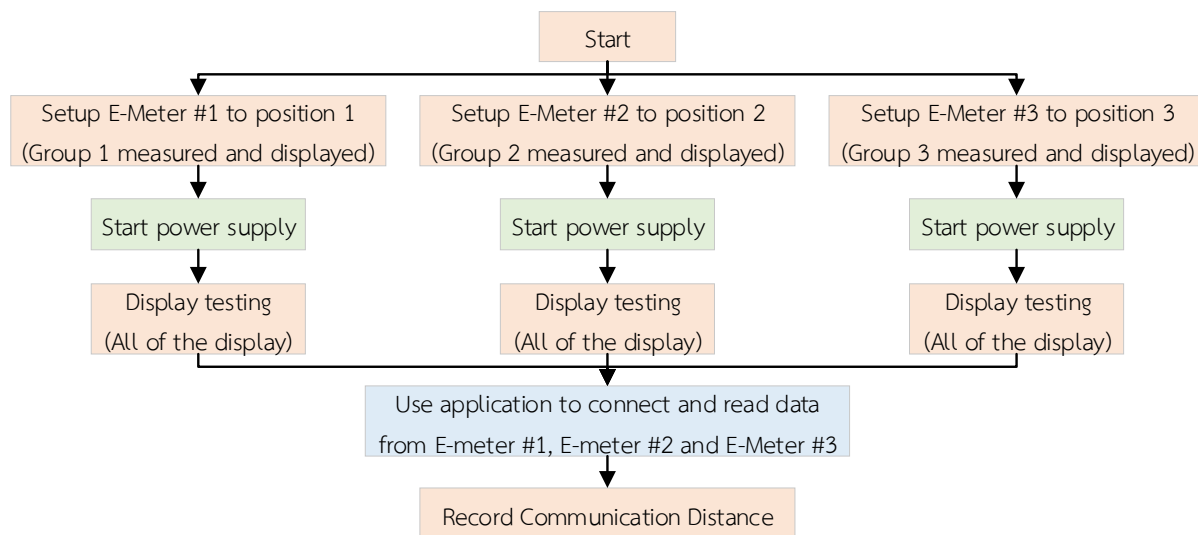 Start
Setup E-Meter #1 to position 1
(Group 1 measured and displayed)
Setup E-Meter #2 to position 2
(Group 2 measured and displayed)
Setup E-Meter #3 to position 3
(Group 3 measured and displayed)
Start power supply
Start power supply
Start power supply
Display testing
(All of the display)
Display testing
(All of the display)
Display testing
(All of the display)
Use application to connect and read data
from E-meter #1, E-meter #2 and E-Meter #3
Record Communication Distance